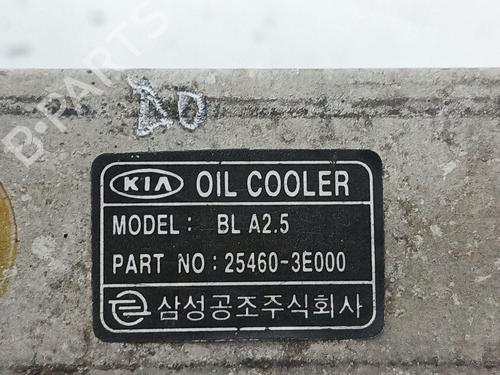 B-PARTS
KIA OIL COOLER
MODEL: BL A2.5
PART NO: 25460-3E000
삼성공조주식회사